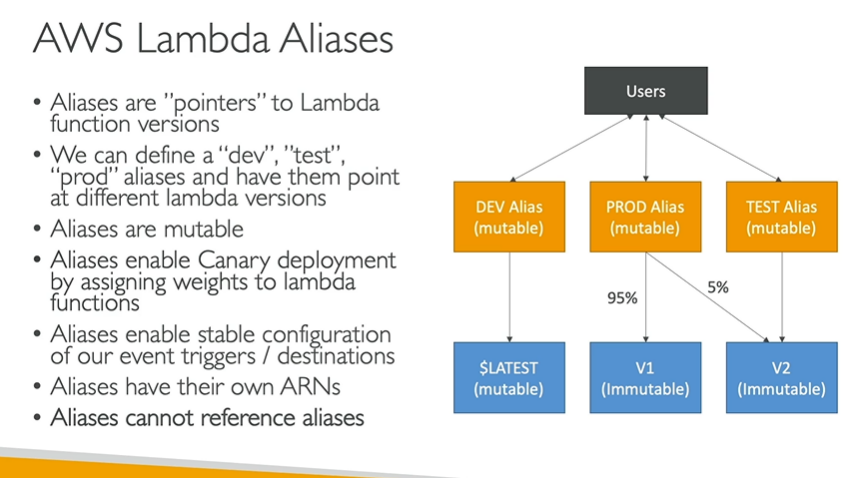 AWS Lambda Aliases
• Aliases are ”pointers” to Lambda
function versions
• We can define a “dev”, ”test”,
“prod” aliases and have them point
at different lambda versions
• Aliases are mutable
• Aliases enable Canary deployment
by assigning weights to lambda
functions
• Aliases enable stable configuration
of our event triggers / destinations
• Aliases have their own ARNs
• Aliases cannot reference aliases
Users
DEV Alias
(mutable)
PROD Alias
(mutable)
TEST Alias
(mutable)
95%
5%
$LATEST
(mutable)
V1
(Immutable)
V2
(Immutable)